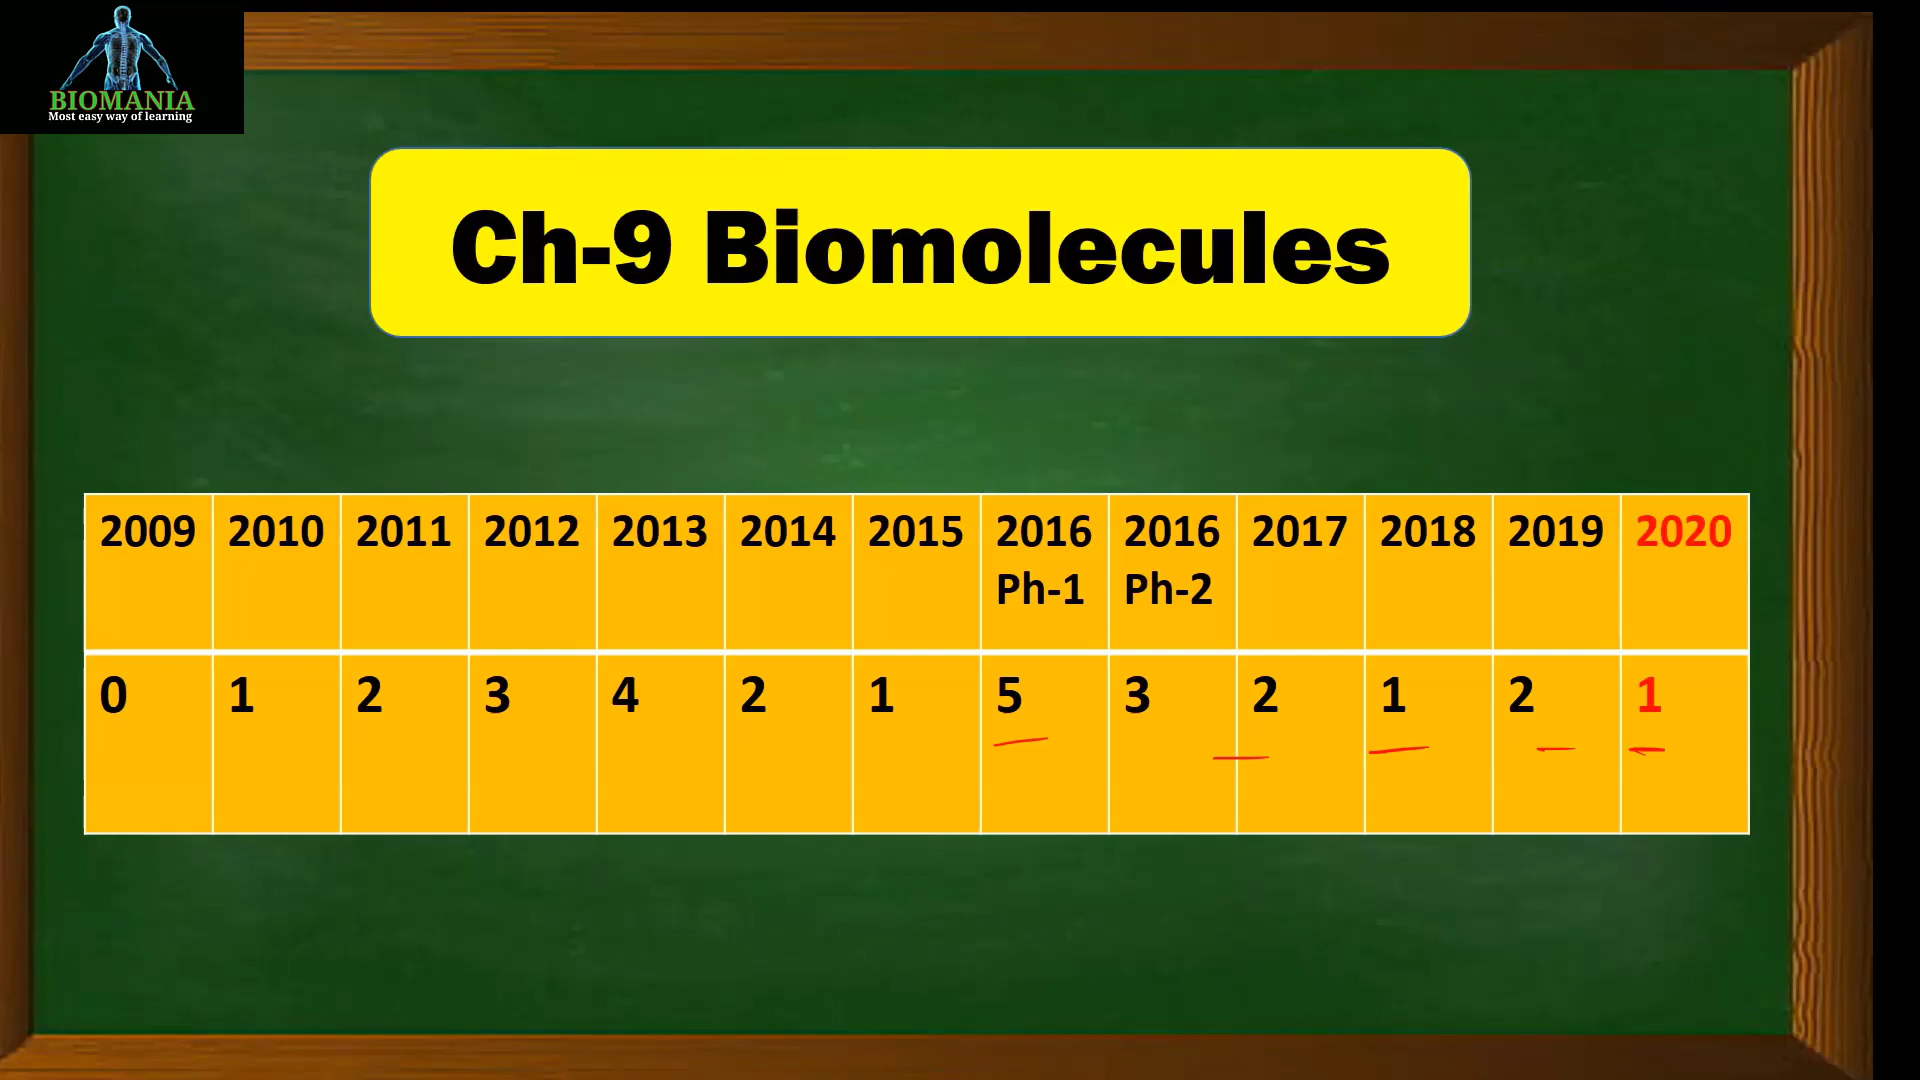 BIOMANIA
Most easy way of learning
Ch-9 Biomolecules
2009 2010 2011 2012 2013 2014 2015 2016 2016 2017 2018 2019 2020
Ph-1 Ph-2
0 1 2 3 4 2 1 5 3 2 1 2 1